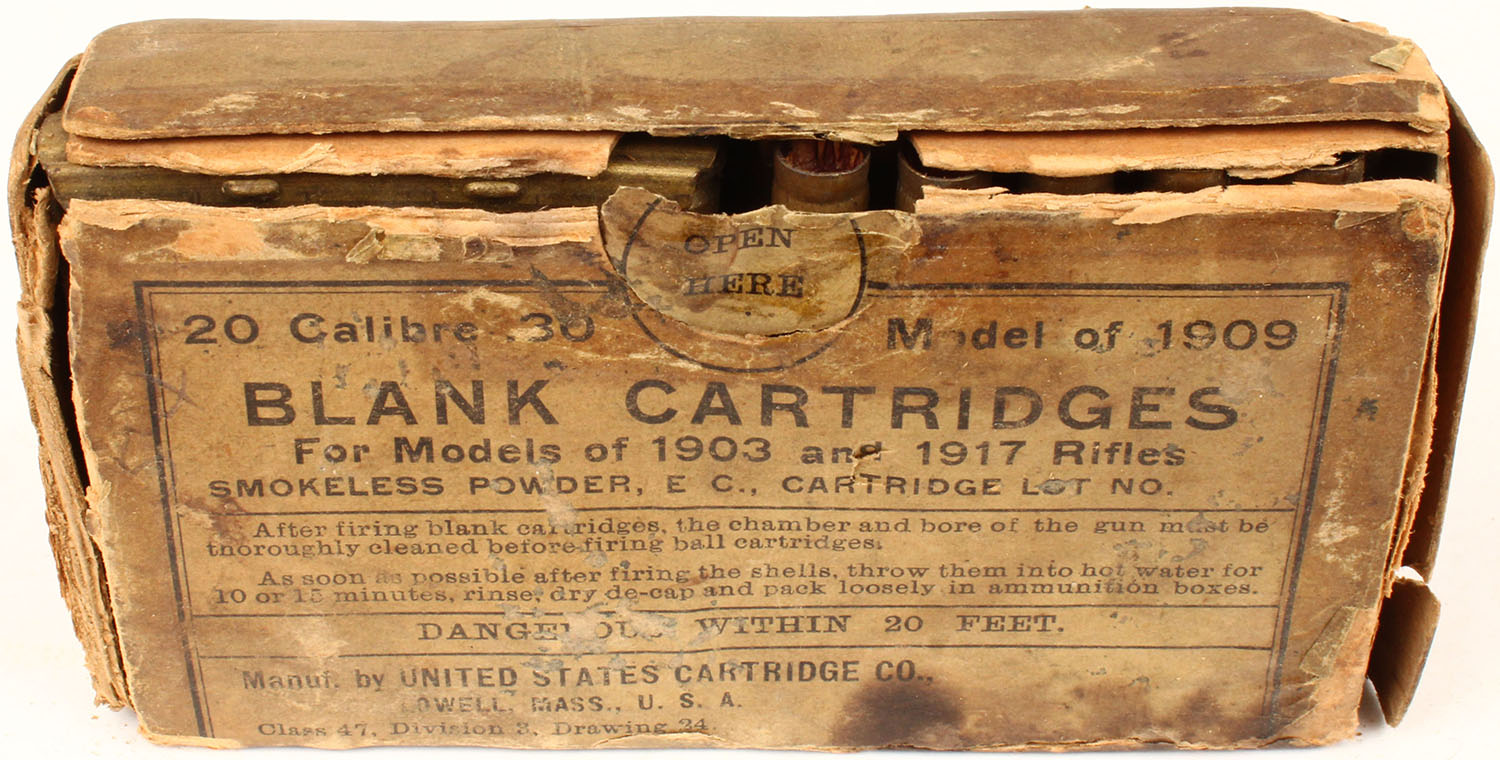 OPEN
HERE
20 Calibre .30 Model of 1909
BLANK CARTRIDGES
For Models of 1903 and 1917 Rifles
SMOKELESS POWDER, E C., CARTRIDGE LOT NO.
After firing blank cartridges, the chamber and bore of the gun must be
thoroughly cleaned before firing ball cartridges.
As soon as possible after firing the shells, throw them into hot water for
10 or 15 minutes, rinse, dry de-cap and pack loosely in ammunition boxes.
DANGEROUS WITHIN 20 FEET.
Manuf. by UNITED STATES CARTRIDGE CO.,
LOWELL, MASS., U. S. A.
Class 47, Division 3, Drawing 24.